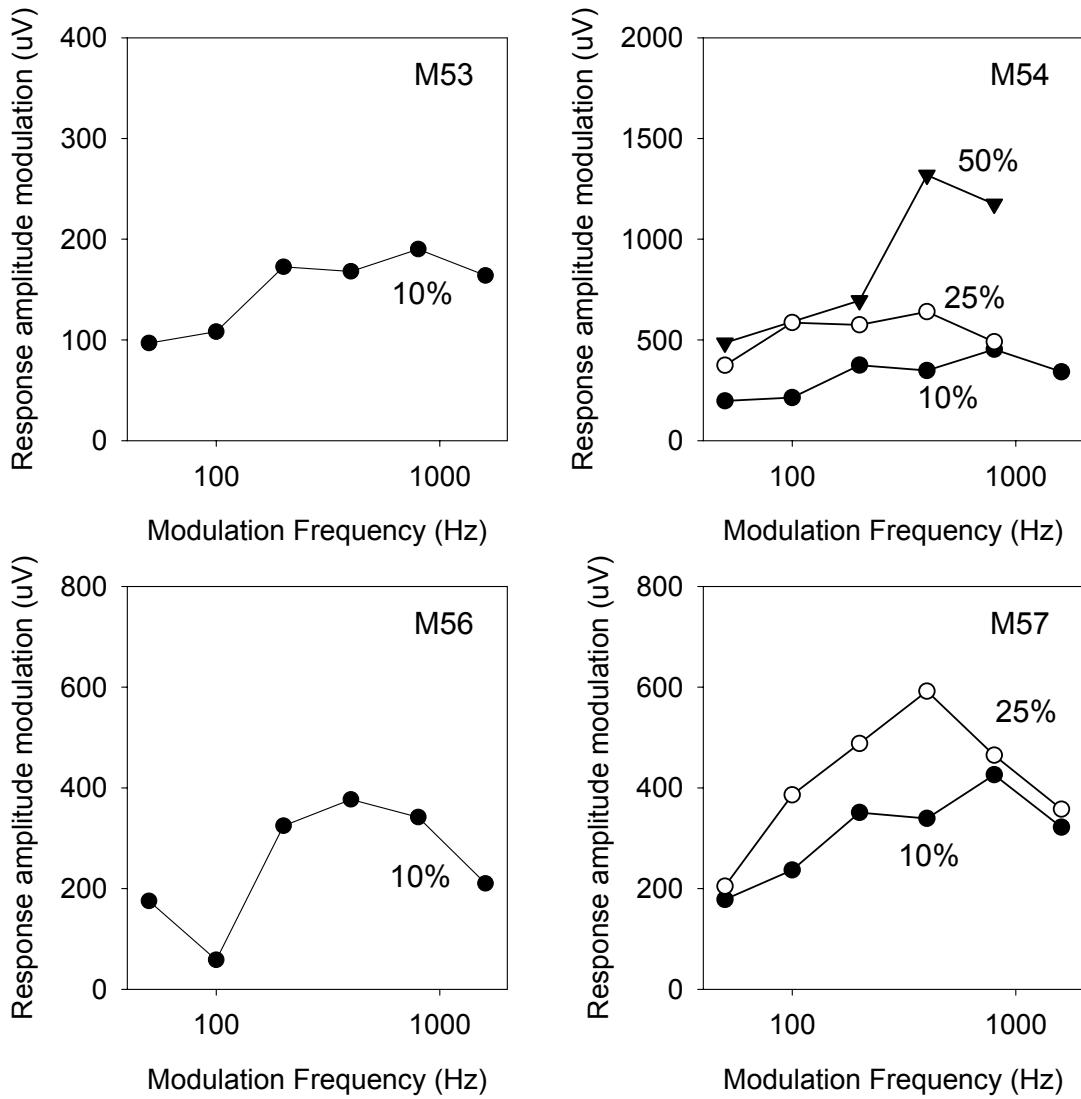 Response amplitude modulation (uV)
400
300
200
100
0
M53
10%
100
1000
Modulation Frequency (Hz)
Response amplitude modulation (uV)
2000
1500
1000
500
0
M54
50%
25%
10%
100
1000
Modulation Frequency (Hz)
Response amplitude modulation (uV)
800
600
400
200
0
M56
10%
100
1000
Modulation Frequency (Hz)
Response amplitude modulation (uV)
800
600
400
200
0
M57
25%
10%
100
1000
Modulation Frequency (Hz)